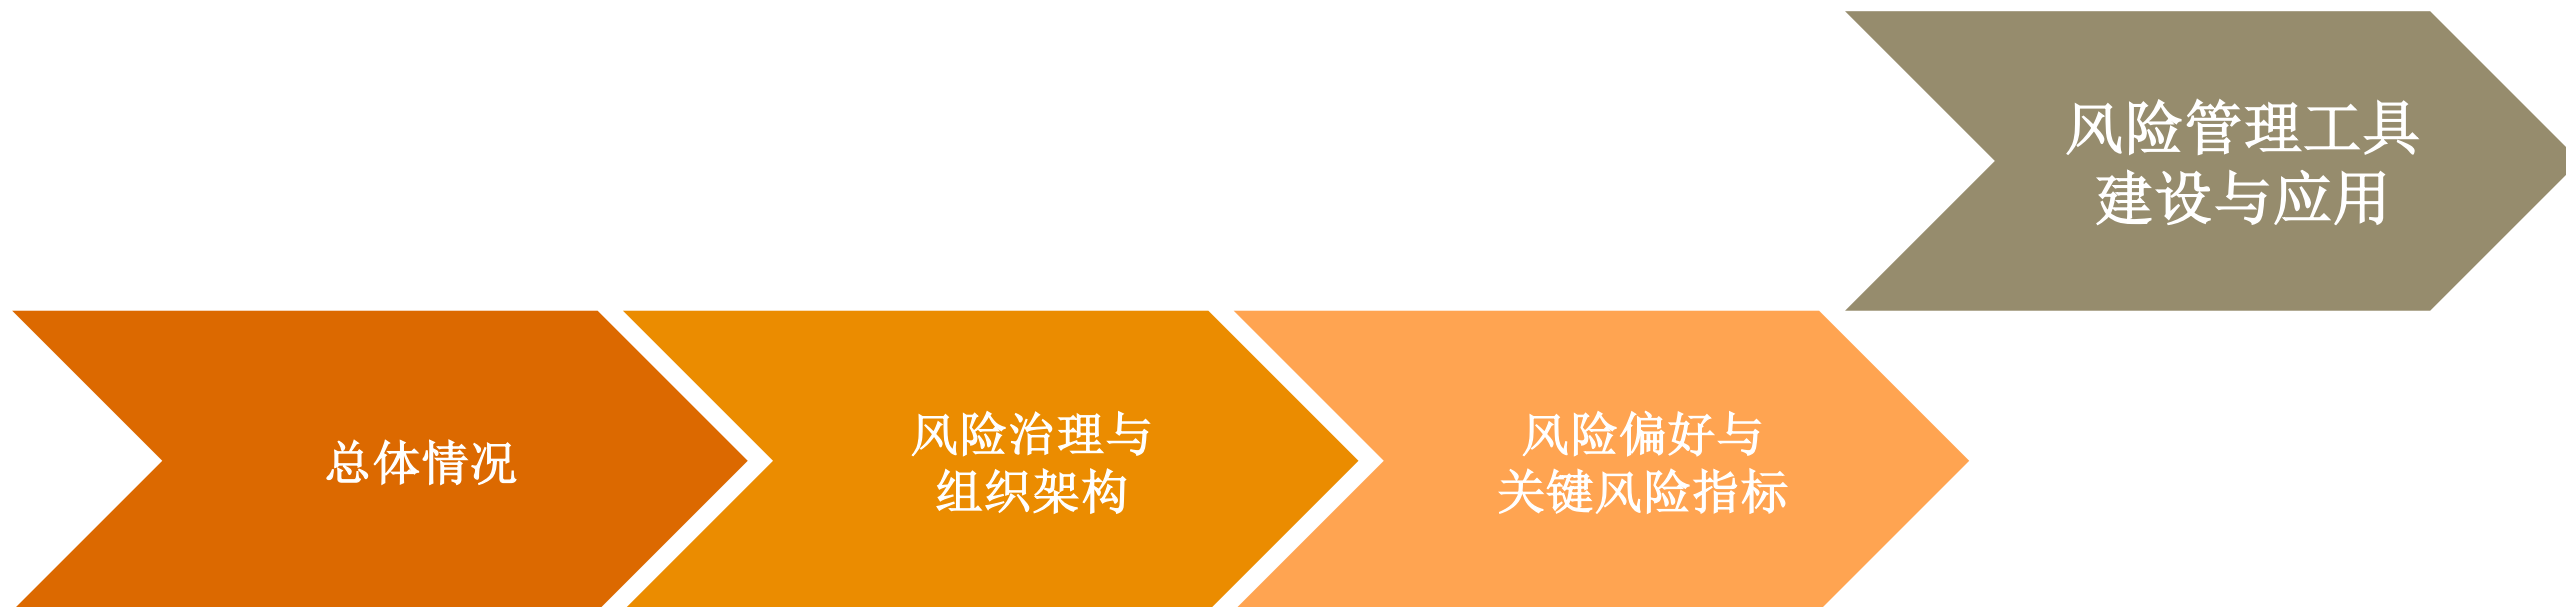 总体情况
风险治理与
组织架构
风险偏好与
关键风险指标
风险管理工具
建设与应用